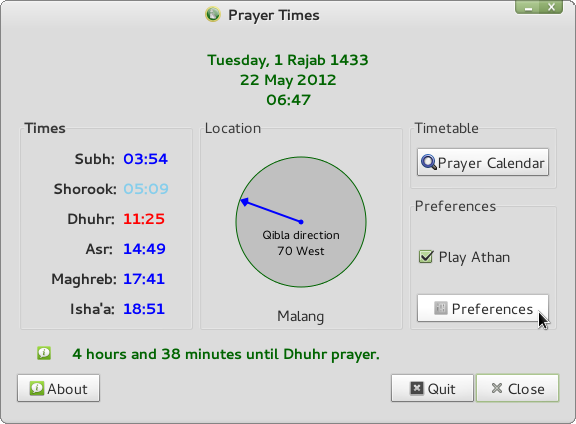 Prayer Times
Tuesday, 1 Rajab 1433
22 May 2012
06:47
Times
Subh: 03:54
Shorook: 05:09
Dhuhr: 11:25
Asr: 14:49
Maghreb: 17:41
Isha'a: 18:51
Location
Qibla direction
70 West
Malang
Timetable
Prayer Calendar
Preferences
Play Athan
Preferences
4 hours and 38 minutes until Dhuhr prayer.
About
Quit
Close